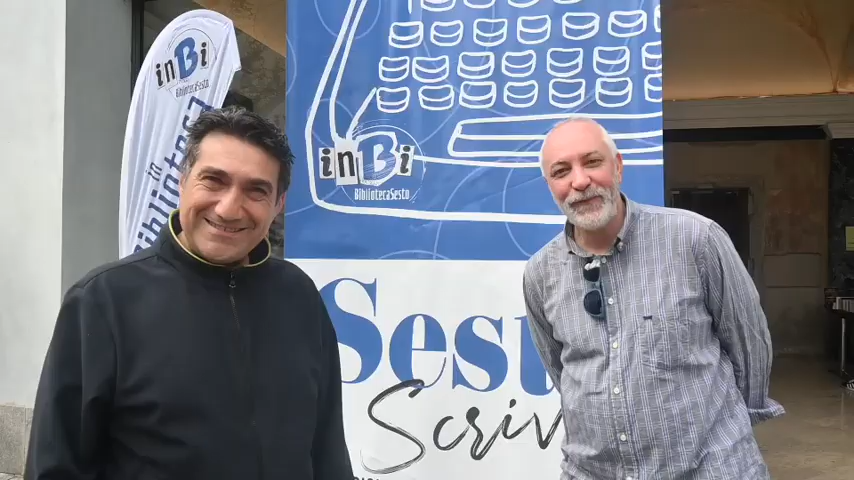 inBi
BibliotecaSesto
in
Biblioteca
inBi
BibliotecaSesto
Sest
Scriv